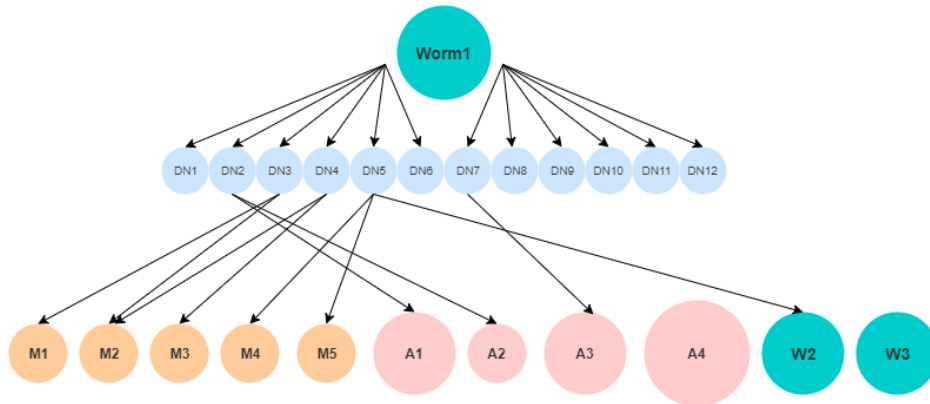 Worm1
DN1 DN2 DN3 DN4 DN5 DN6 DN7 DN8 DN9 DN10 DN11 DN12
M1 M2 M3 M4 M5 A1 A2 A3 A4 W2 W3